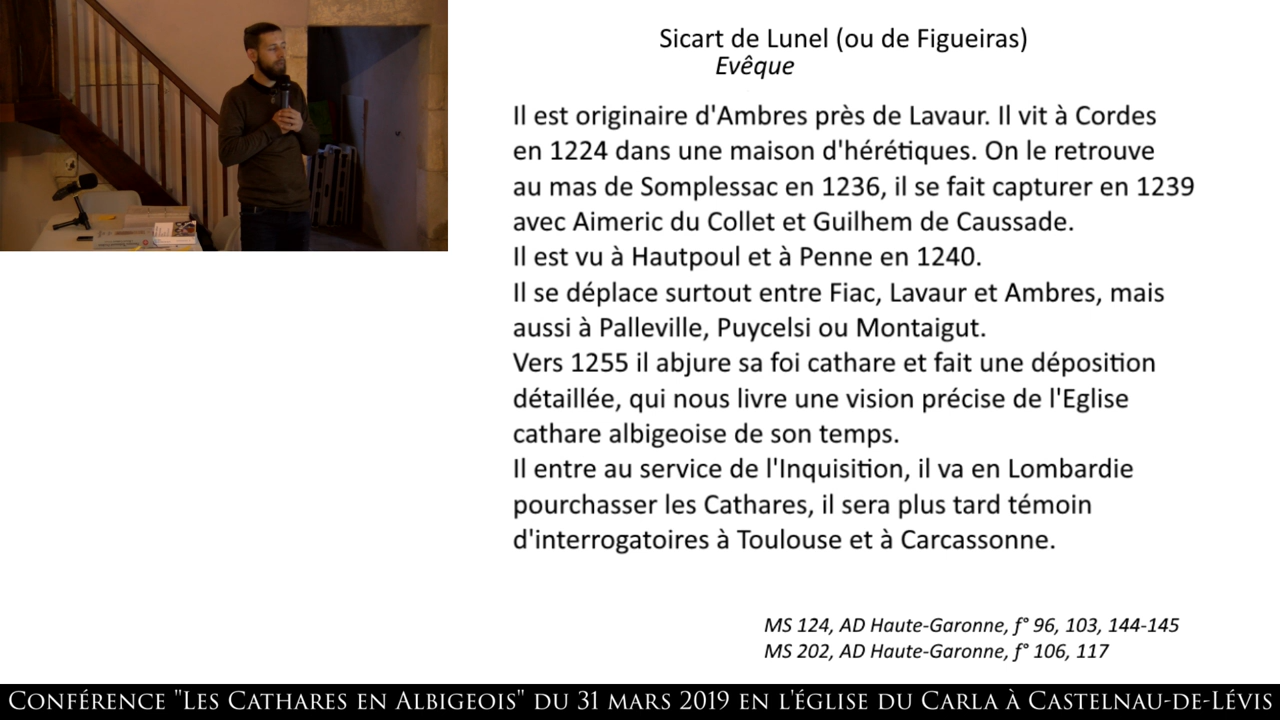 Sicart de Lunel (ou de Figueiras)
Evêque
Il est originaire d'Ambres près de Lavaur. Il vit à Cordes
en 1224 dans une maison d'hérétiques. On le retrouve
au mas de Somplessac en 1236, il se fait capturer en 1239
avec Aimeric du Collet et Guilhem de Caussade.
Il est vu à Hautpoul et à Penne en 1240.
Il se déplace surtout entre Fiac, Lavaur et Ambres, mais
aussi à Palleville, Puycelsi ou Montaigut.
Vers 1255 il abjure sa foi cathare et fait une déposition
détaillée, qui nous livre une vision précise de l'Eglise
cathare albigeoise de son temps.
Il entre au service de l'Inquisition, il va en Lombardie
pourchasser les Cathares, il sera plus tard témoin
d'interrogatoires à Toulouse et à Carcassonne.
MS 124, AD Haute-Garonne, f° 96, 103, 144-145
MS 202, AD Haute-Garonne, f° 106, 117
Conférence "Les Cathares en Albigeois" du 31 mars 2019 en l'église du Carla à Castelnau-de-Lévis